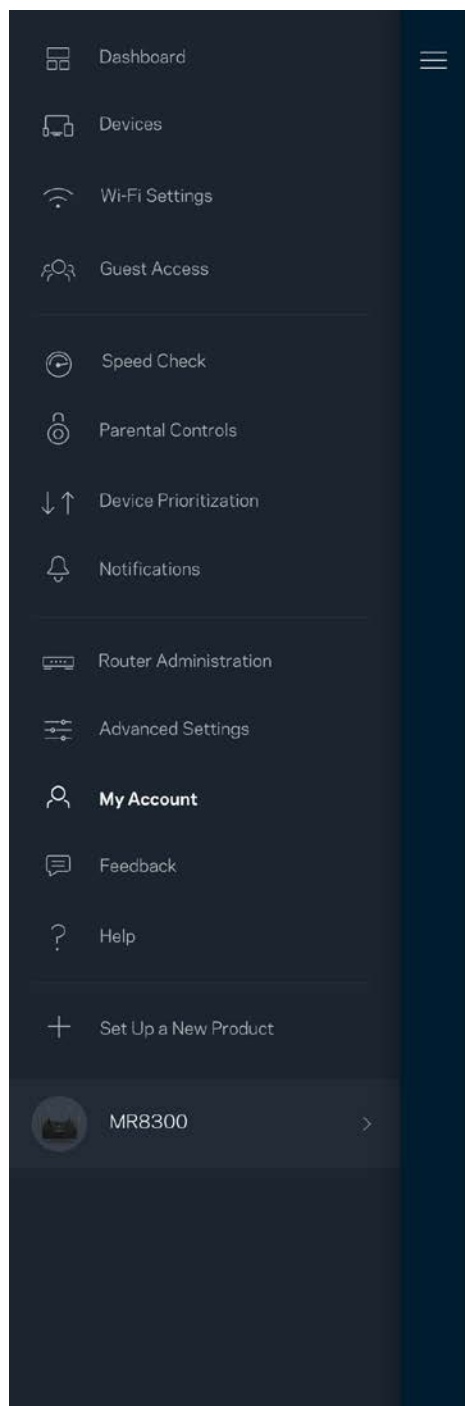 Dashboard
Devices
Wi-Fi Settings
Guest Access
Speed Check
Parental Controls
Device Prioritization
Notifications
Router Administration
Advanced Settings
My Account
Feedback
Help
Set Up a New Product
MR8300